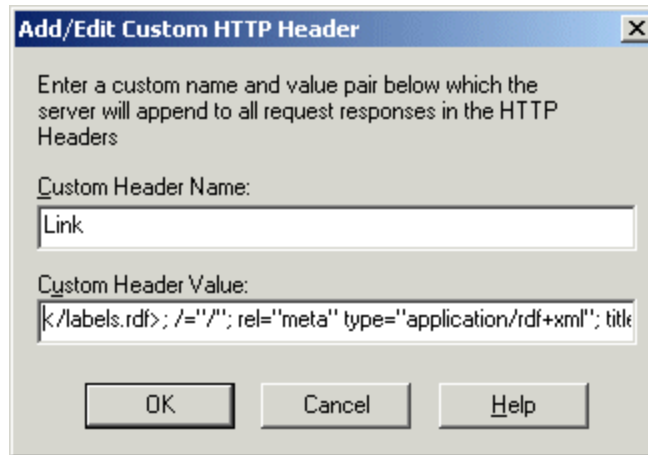 Add/Edit Custom HTTP Header
Enter a custom name and value pair below which the
server will append to all request responses in the HTTP
Headers
Custom Header Name:
Link
Custom Header Value:
</labels.rdf>; /="/"; rel="meta" type="application/rdf+xml"; title
OK Cancel Help